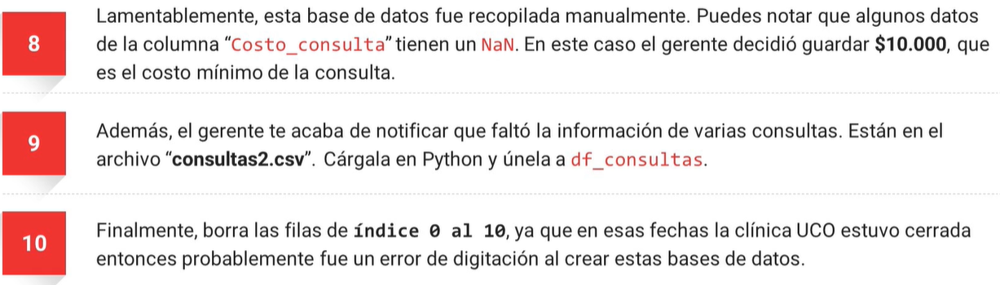 8
Lamentablemente, esta base de datos fue recopilada manualmente. Puedes notar que algunos datos
de la columna “Costo_consulta” tienen un NaN. En este caso el gerente decidió guardar $10.000, que
es el costo mínimo de la consulta.
9
Además, el gerente te acaba de notificar que faltó la información de varias consultas. Están en el
archivo “consultas2.csv”. Cárgala en Python y únela a df_consultas.
10
Finalmente, borra las filas de índice 0 al 10, ya que en esas fechas la clínica UCO estuvo cerrada
entonces probablemente fue un error de digitación al crear estas bases de datos.